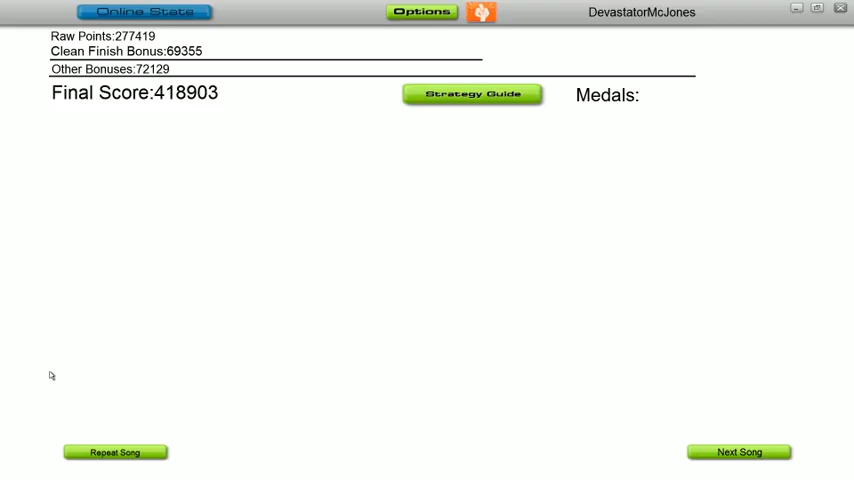 Online State
Options
DevastatorMcJones
Raw Points:277419
Clean Finish Bonus:69355
Other Bonuses:72129
Final Score:418903
Strategy Guide
Medals:
Repeat Song
Next Song